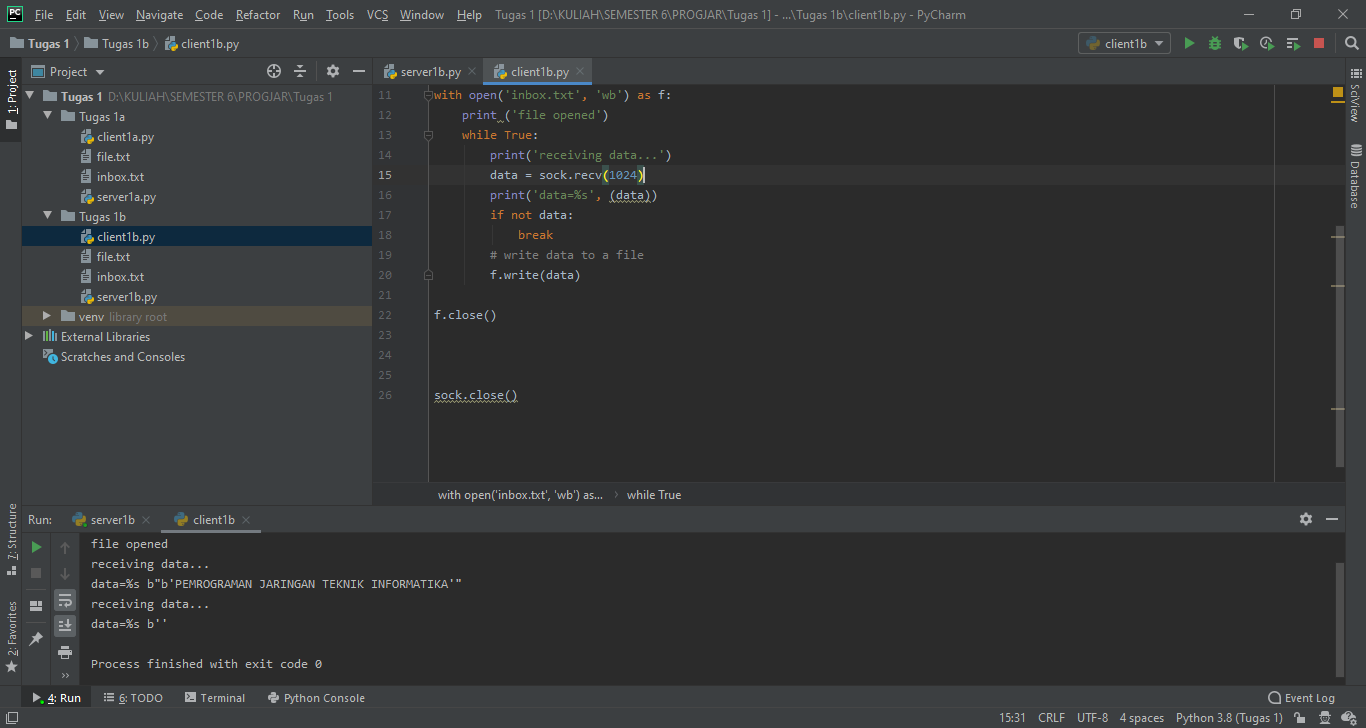 PC File Edit View Navigate Code Refactor Run Tools VCS Window Help Tugas 1 [D:\KULIAH\SEMESTER 6\PROGJAR\Tugas 1] - ...\Tugas 1b\client1b.py - PyCharm
Tugas 1 Tugas 1b client1b.py client1b
1: Project
Project
Tugas 1 D:\KULIAH\SEMESTER 6\PROGJAR\Tugas 1
Tugas 1a
client1a.py
file.txt
inbox.txt
server1a.py
Tugas 1b
client1b.py
file.txt
inbox.txt
server1b.py
venv library root
External Libraries
Scratches and Consoles
server1b.py client1b.py
11 with open('inbox.txt', 'wb') as f:
12 print ('file opened')
13 while True:
14 print('receiving data...')
15 data = sock.recv(1024)
16 print('data=%s', (data))
17 if not data:
18 break
19 # write data to a file
20 f.write(data)
21
22 f.close()
23
24
25
26 sock.close()
with open('inbox.txt', 'wb') as... › while True
SciView
Database
7: Structure
2: Favorites
Run: server1b client1b
file opened
receiving data...
data=%s b"b'PEMROGRAMAN JARINGAN TEKNIK INFORMATIKA'"
receiving data...
data=%s b''
Process finished with exit code 0
4: Run 6: TODO Terminal Python Console Event Log
15:31 CRLF UTF-8 4 spaces Python 3.8 (Tugas 1)